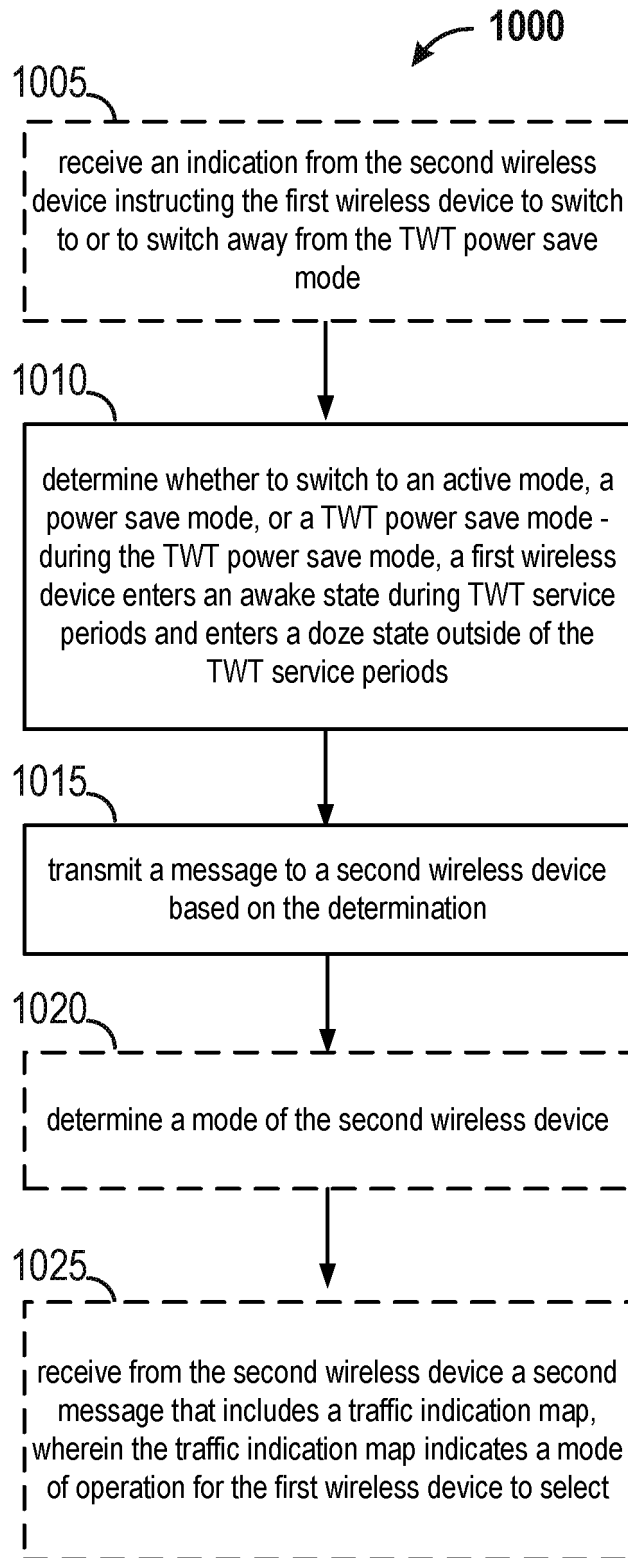 1000
1005
receive an indication from the second wireless
device instructing the first wireless device to switch
to or to switch away from the TWT power save
mode
1010
determine whether to switch to an active mode, a
power save mode, or a TWT power save mode -
during the TWT power save mode, a first wireless
device enters an awake state during TWT service
periods and enters a doze state outside of the
TWT service periods
1015
transmit a message to a second wireless device
based on the determination
1020
determine a mode of the second wireless device
1025
receive from the second wireless device a second
message that includes a traffic indication map,
wherein the traffic indication map indicates a mode
of operation for the first wireless device to select